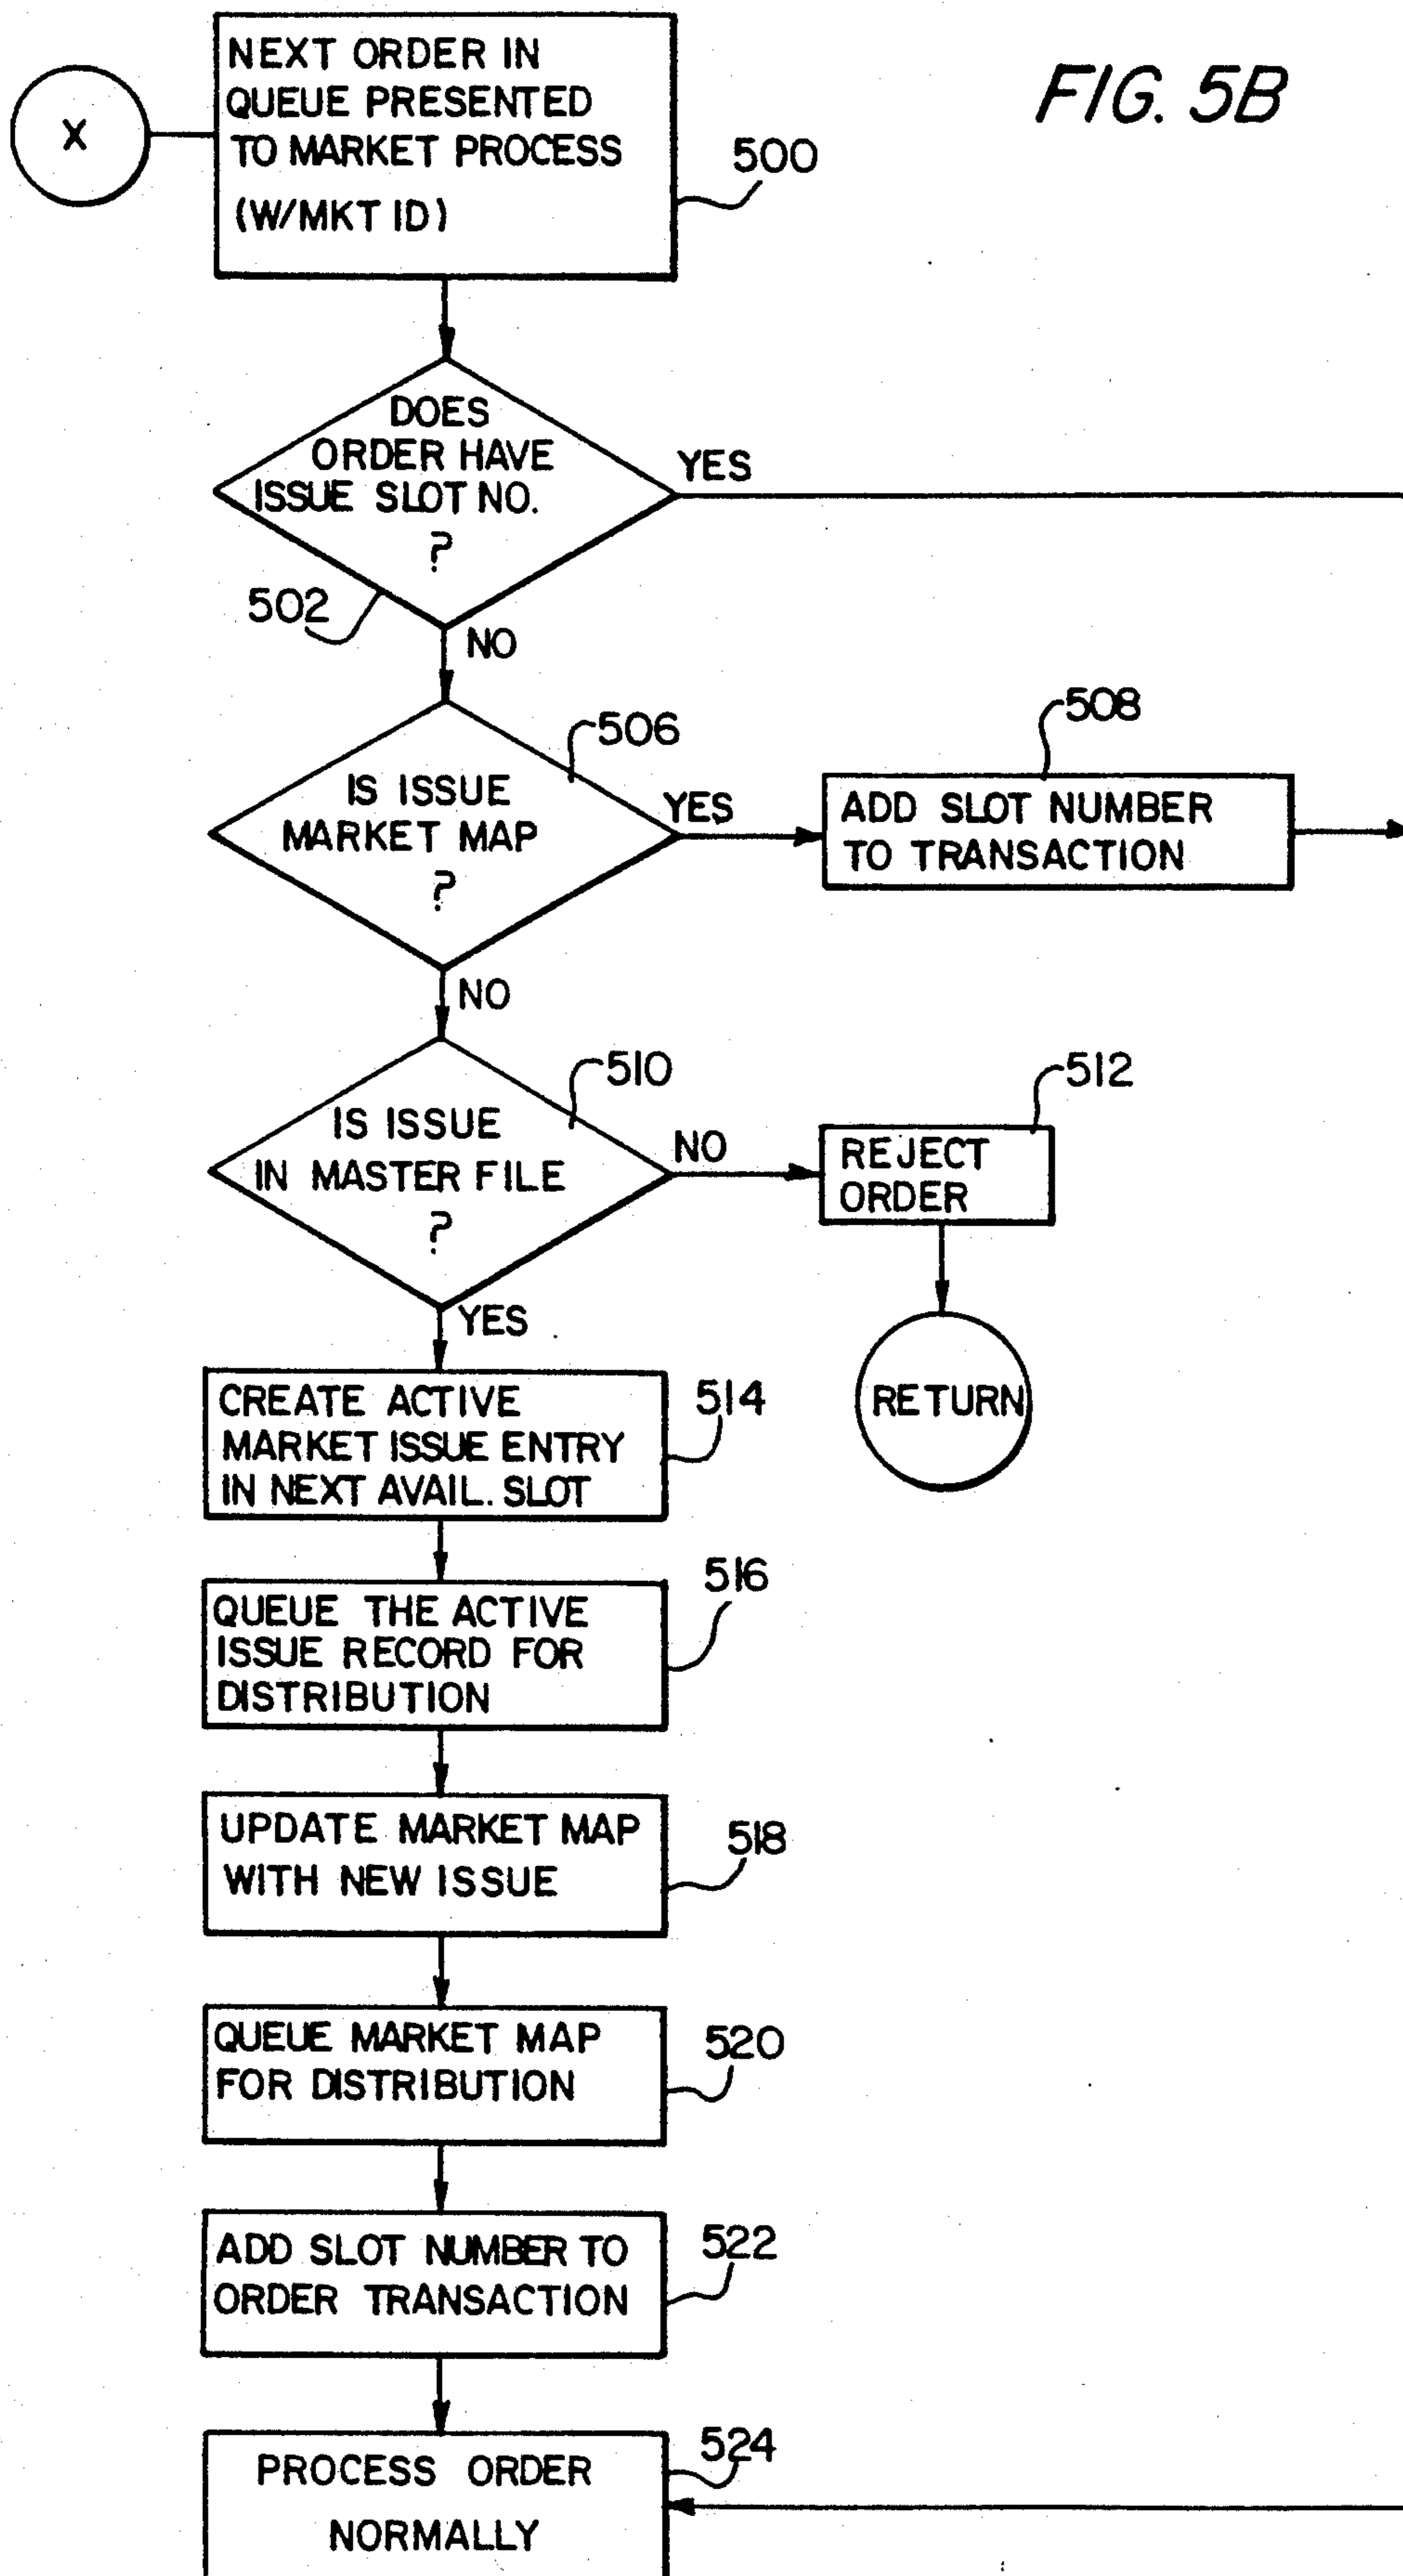 FIG. 5B
X
NEXT ORDER IN
QUEUE PRESENTED
TO MARKET PROCESS
(W/MKT ID)
500
DOES
ORDER HAVE
ISSUE SLOT NO.
?
YES
502
NO
506
508
IS ISSUE
MARKET MAP
?
YES
ADD SLOT NUMBER
TO TRANSACTION
NO
510
512
IS ISSUE
IN MASTER FILE
?
NO
REJECT
ORDER
YES
RETURN
CREATE ACTIVE
MARKET ISSUE ENTRY
IN NEXT AVAIL. SLOT
514
QUEUE THE ACTIVE
ISSUE RECORD FOR
DISTRIBUTION
516
UPDATE MARKET MAP
WITH NEW ISSUE
518
QUEUE MARKET MAP
FOR DISTRIBUTION
520
ADD SLOT NUMBER TO
ORDER TRANSACTION
522
PROCESS ORDER
NORMALLY
524